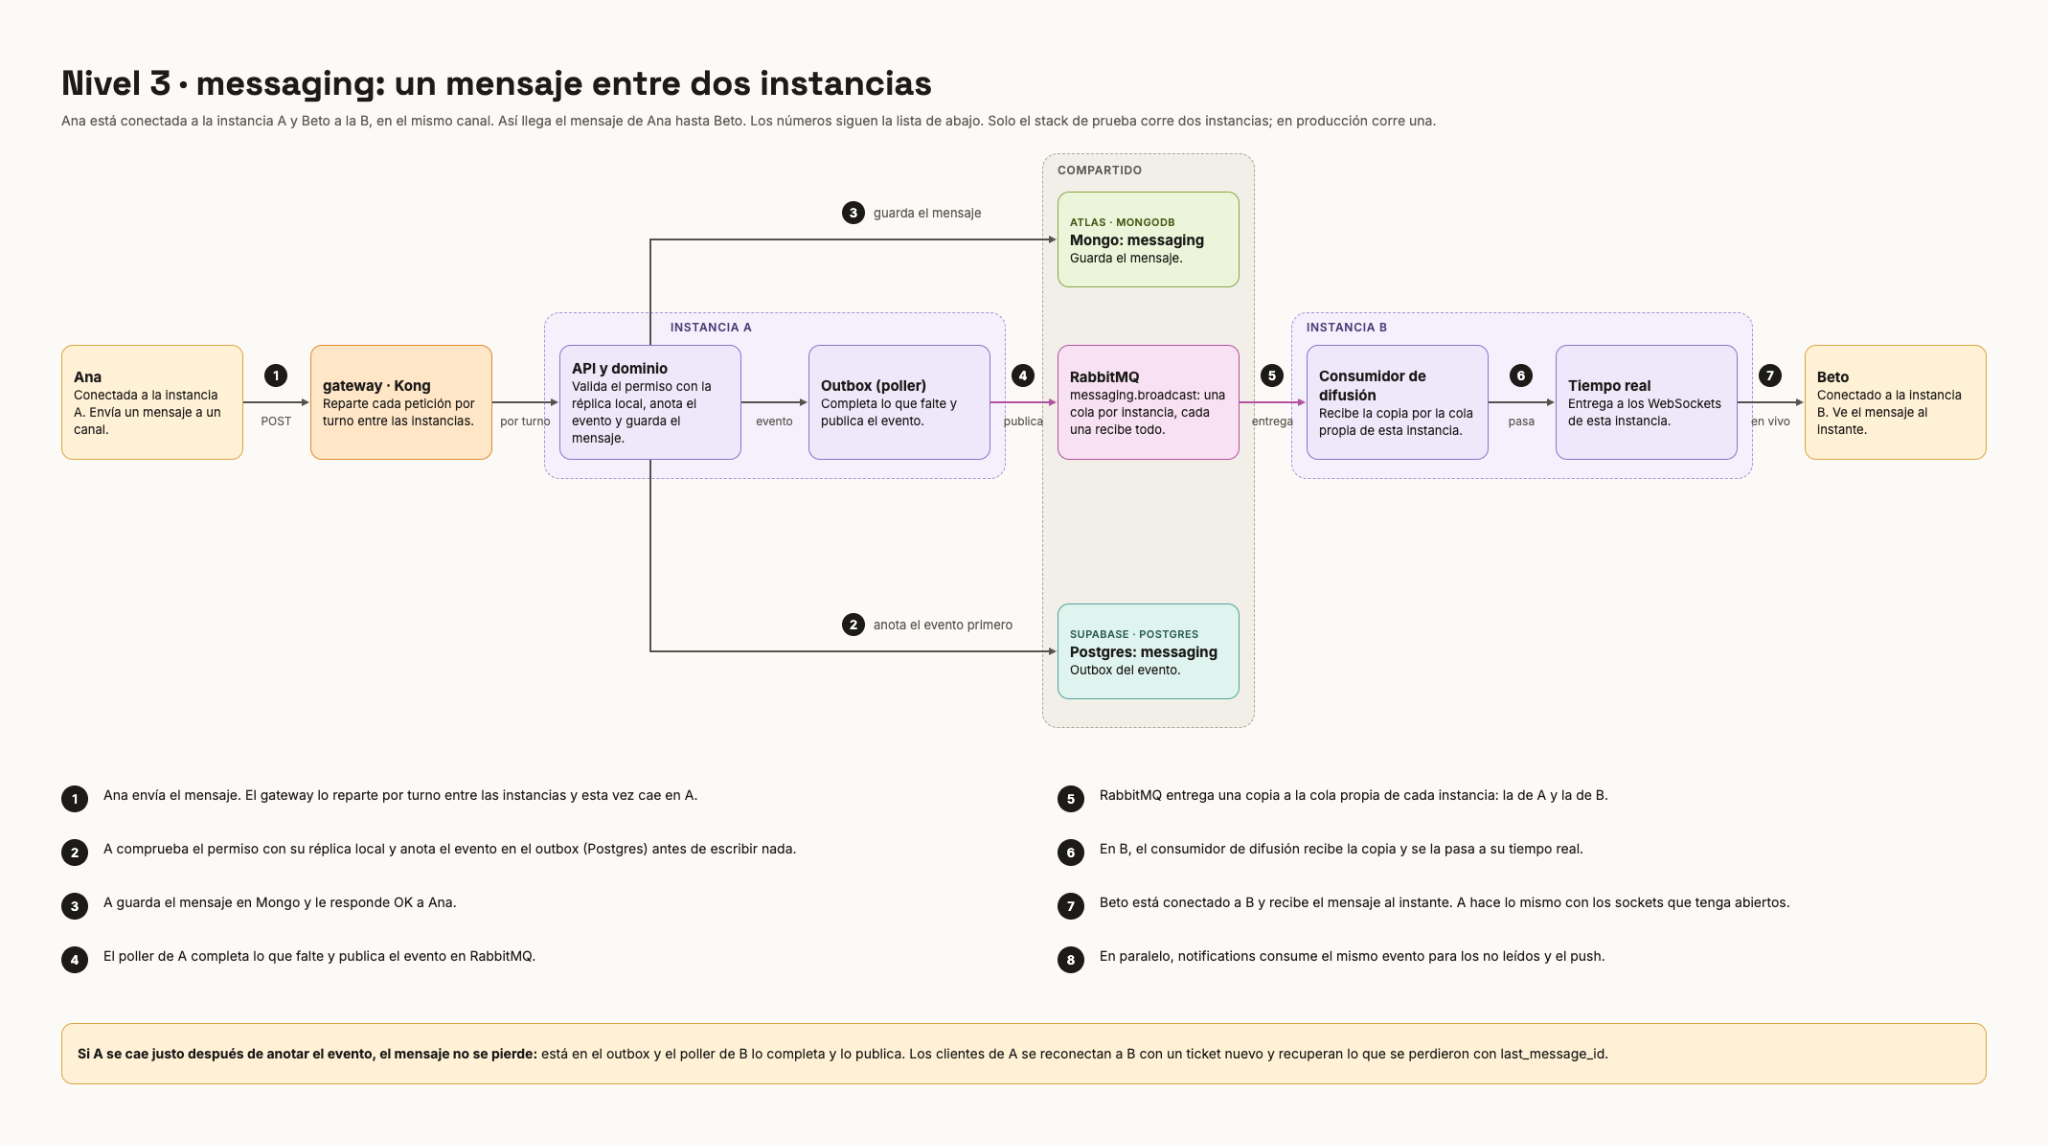 Nivel 3 · messaging: un mensaje entre dos instancias
Ana está conectada a la instancia A y Beto a la B, en el mismo canal. Así llega el mensaje de Ana hasta Beto. Los números siguen la lista de abajo. Solo el stack de prueba corre dos instancias; en producción corre una.
COMPARTIDO
3 guarda el mensaje
ATLAS · MONGODB
Mongo: messaging
Guarda el mensaje.
Ana
Conectada a la instancia
A. Envía un mensaje a un
canal.
1
POST
gateway · Kong
Reparte cada petición por
turno entre las instancias.
por turno
INSTANCIA A
API y dominio
Valida el permiso con la
réplica local, anota el
evento y guarda el
mensaje.
evento
Outbox (poller)
Completa lo que falte y
publica el evento.
4
publica
RabbitMQ
messaging.broadcast: una
cola por instancia, cada
una recibe todo.
5
entrega
INSTANCIA B
Consumidor de
difusión
Recibe la copia por la cola
propia de esta instancia.
6
pasa
Tiempo real
Entrega a los WebSockets
de esta instancia.
7
en vivo
Beto
Conectado a la instancia
B. Ve el mensaje al
instante.
2 anota el evento primero
SUPABASE · POSTGRES
Postgres: messaging
Outbox del evento.
1 Ana envía el mensaje. El gateway lo reparte por turno entre las instancias y esta vez cae en A.
2 A comprueba el permiso con su réplica local y anota el evento en el outbox (Postgres) antes de escribir nada.
3 A guarda el mensaje en Mongo y le responde OK a Ana.
4 El poller de A completa lo que falte y publica el evento en RabbitMQ.
5 RabbitMQ entrega una copia a la cola propia de cada instancia: la de A y la de B.
6 En B, el consumidor de difusión recibe la copia y se la pasa a su tiempo real.
7 Beto está conectado a B y recibe el mensaje al instante. A hace lo mismo con los sockets que tenga abiertos.
8 En paralelo, notifications consume el mismo evento para los no leídos y el push.
Si A se cae justo después de anotar el evento, el mensaje no se pierde: está en el outbox y el poller de B lo completa y lo publica. Los clientes de A se reconectan a B con un ticket nuevo y recuperan lo que se perdieron con last_message_id.